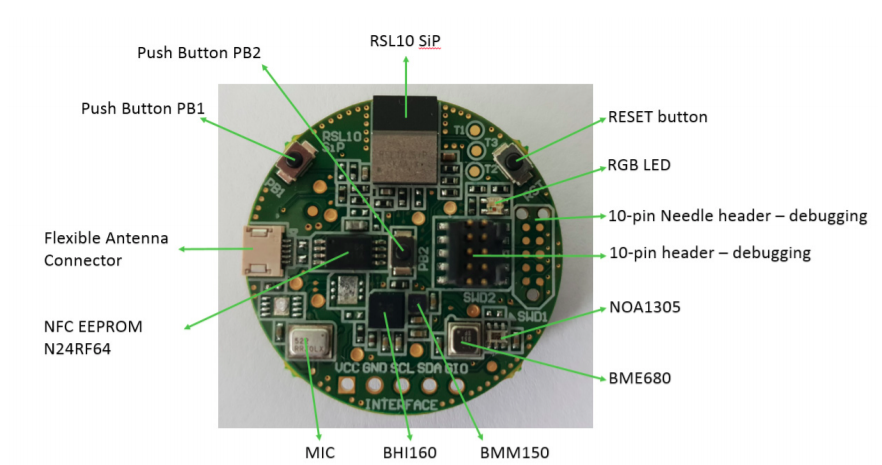 RSL10 SiP
Push Button PB2
Push Button PB1
RESET button
RGB LED
10-pin Needle header – debugging
10-pin header – debugging
Flexible Antenna
Connector
NFC EEPROM
N24RF64
NOA1305
BME680
MIC
BHI160
BMM150
RSL10
SiP
T1
T3
T2
PB1
PB2
SWD2
SWD1
VCC GND SCL SDA GIO
INTERFACE